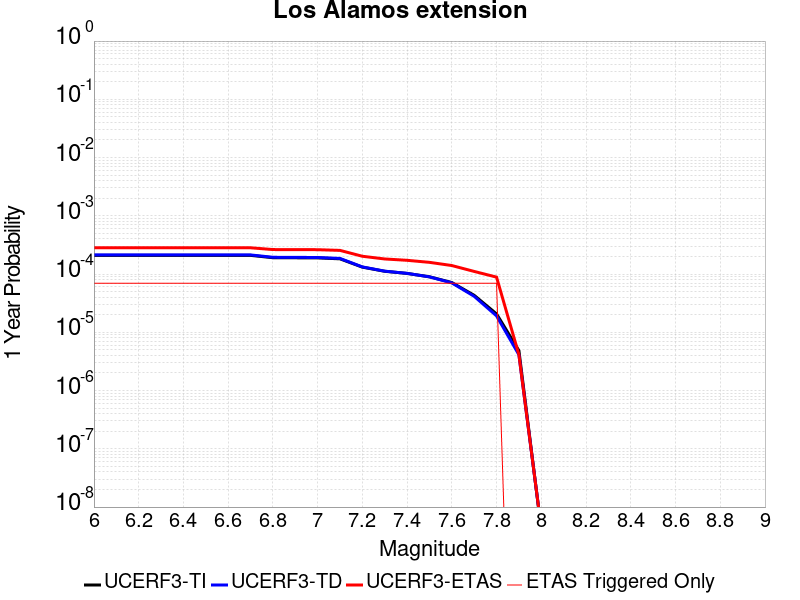 Los Alamos extension
10^0
10^-1
10^-2
10^-3
10^-4
10^-5
10^-6
10^-7
10^-8
1 Year Probability
6 6.2 6.4 6.6 6.8 7 7.2 7.4 7.6 7.8 8 8.2 8.4 8.6 8.8 9
Magnitude
UCERF3-TI UCERF3-TD UCERF3-ETAS ETAS Triggered Only